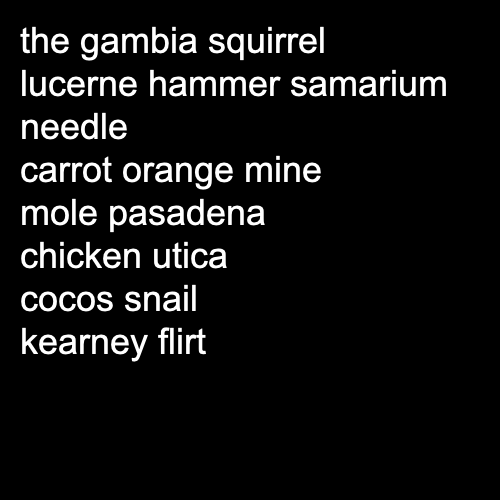 the gambia squirrel
lucerne hammer samarium
needle
carrot orange mine
mole pasadena
chicken utica
cocos snail
kearney flirt